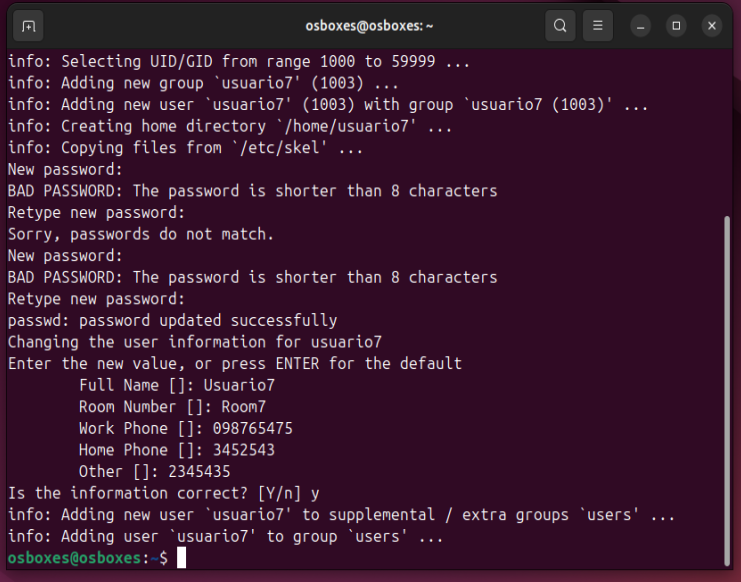 osboxes@osboxes: ~
info: Selecting UID/GID from range 1000 to 59999 ...
info: Adding new group `usuario7' (1003) ...
info: Adding new user `usuario7' (1003) with group `usuario7 (1003)' ...
info: Creating home directory `/home/usuario7' ...
info: Copying files from `/etc/skel' ...
New password:
BAD PASSWORD: The password is shorter than 8 characters
Retype new password:
Sorry, passwords do not match.
New password:
BAD PASSWORD: The password is shorter than 8 characters
Retype new password:
passwd: password updated successfully
Changing the user information for usuario7
Enter the new value, or press ENTER for the default
Full Name []: Usuario7
Room Number []: Room7
Work Phone []: 098765475
Home Phone []: 3452543
Other []: 2345435
Is the information correct? [Y/n] y
info: Adding new user `usuario7' to supplemental / extra groups `users' ...
info: Adding user `usuario7' to group `users' ...
osboxes@osboxes:~$